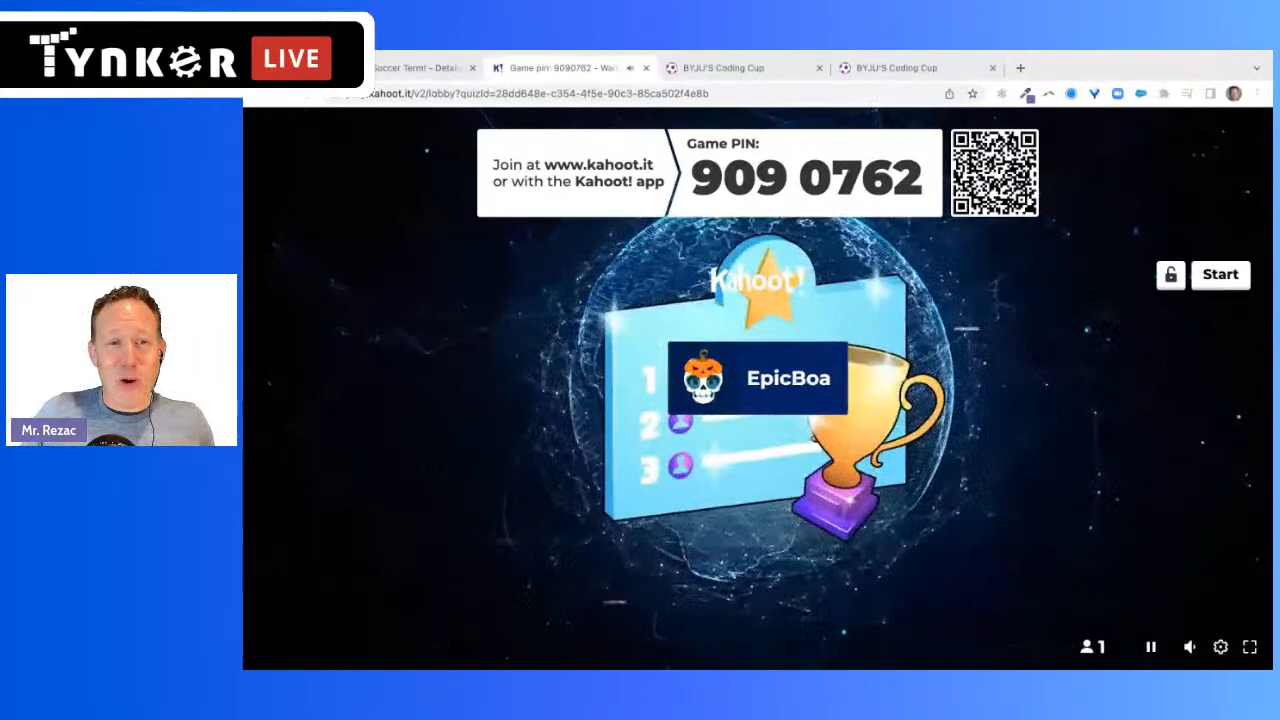 TYNKER LIVE
Soccer Term! - Detail
K! Game pin: 9090762 - Wai
BYJU'S Coding Cup
BYJU'S Coding Cup
kahoot.it/v2/lobby?quizId=28dd648e-c354-4f5e-90c3-85ca502f4e8b
Join at www.kahoot.it
or with the Kahoot! app
Game PIN:
909 0762
Kahoot!
Start
1
EpicBoa
2
3
Mr. Rezac
1